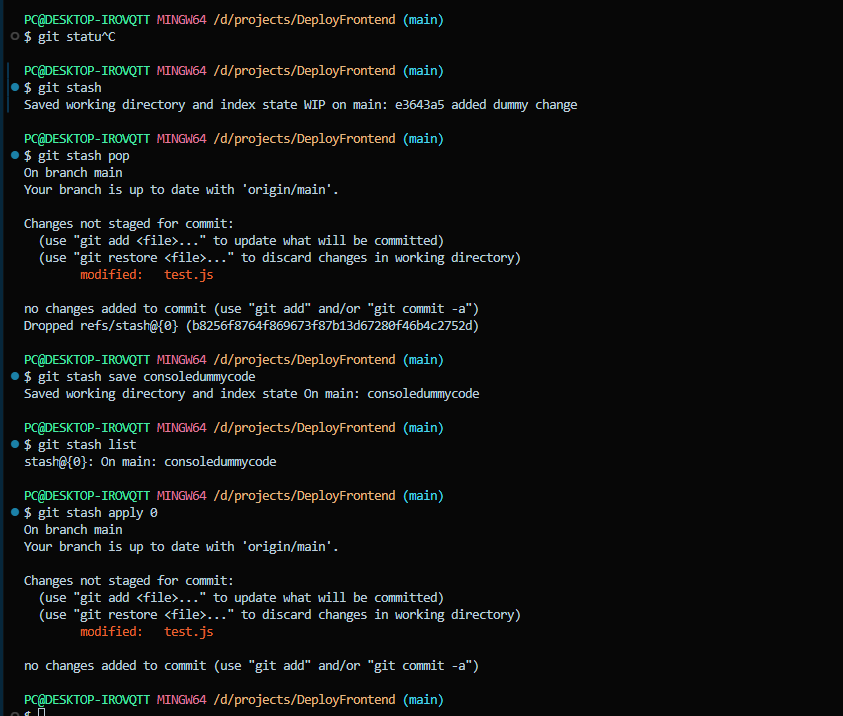 PC@DESKTOP-IROVQTT MINGW64 /d/projects/DeployFrontend (main)
$ git statu^C
PC@DESKTOP-IROVQTT MINGW64 /d/projects/DeployFrontend (main)
$ git stash
Saved working directory and index state WIP on main: e3643a5 added dummy change
PC@DESKTOP-IROVQTT MINGW64 /d/projects/DeployFrontend (main)
$ git stash pop
On branch main
Your branch is up to date with 'origin/main'.
Changes not staged for commit:
  (use "git add <file>..." to update what will be committed)
  (use "git restore <file>..." to discard changes in working directory)
        modified:   test.js
no changes added to commit (use "git add" and/or "git commit -a")
Dropped refs/stash@{0} (b8256f8764f869673f87b13d67280f46b4c2752d)
PC@DESKTOP-IROVQTT MINGW64 /d/projects/DeployFrontend (main)
$ git stash save consoledummycode
Saved working directory and index state On main: consoledummycode
PC@DESKTOP-IROVQTT MINGW64 /d/projects/DeployFrontend (main)
$ git stash list
stash@{0}: On main: consoledummycode
PC@DESKTOP-IROVQTT MINGW64 /d/projects/DeployFrontend (main)
$ git stash apply 0
On branch main
Your branch is up to date with 'origin/main'.
Changes not staged for commit:
  (use "git add <file>..." to update what will be committed)
  (use "git restore <file>..." to discard changes in working directory)
        modified:   test.js
no changes added to commit (use "git add" and/or "git commit -a")
PC@DESKTOP-IROVQTT MINGW64 /d/projects/DeployFrontend (main)
$